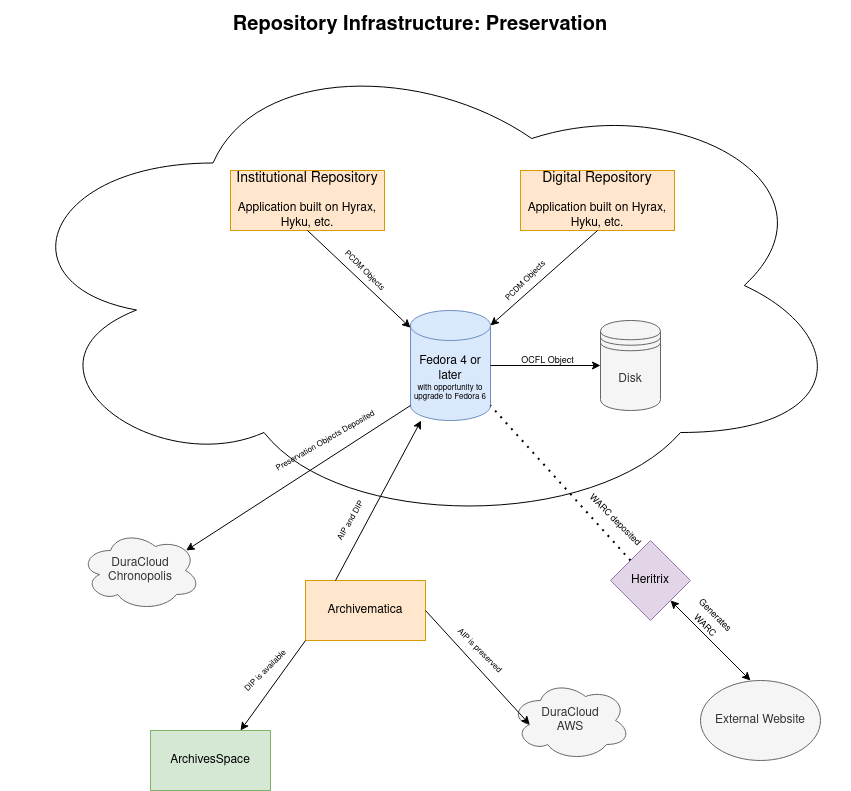 Repository Infrastructure: Preservation
Institutional Repository
Application built on Hyrax,
Hyku, etc.
Digital Repository
Application built on Hyrax,
Hyku, etc.
PCDM Objects
PCDM Objects
Fedora 4 or
later
with opportunity to
upgrade to Fedora 6
OCFL Object
Disk
Preservation Objects Deposited
AIP and DIP
WARC deposited
DuraCloud
Chronopolis
Archivematica
Heritrix
Generates
WARC
DIP is available
AIP is preserved
DuraCloud
AWS
External Website
ArchivesSpace